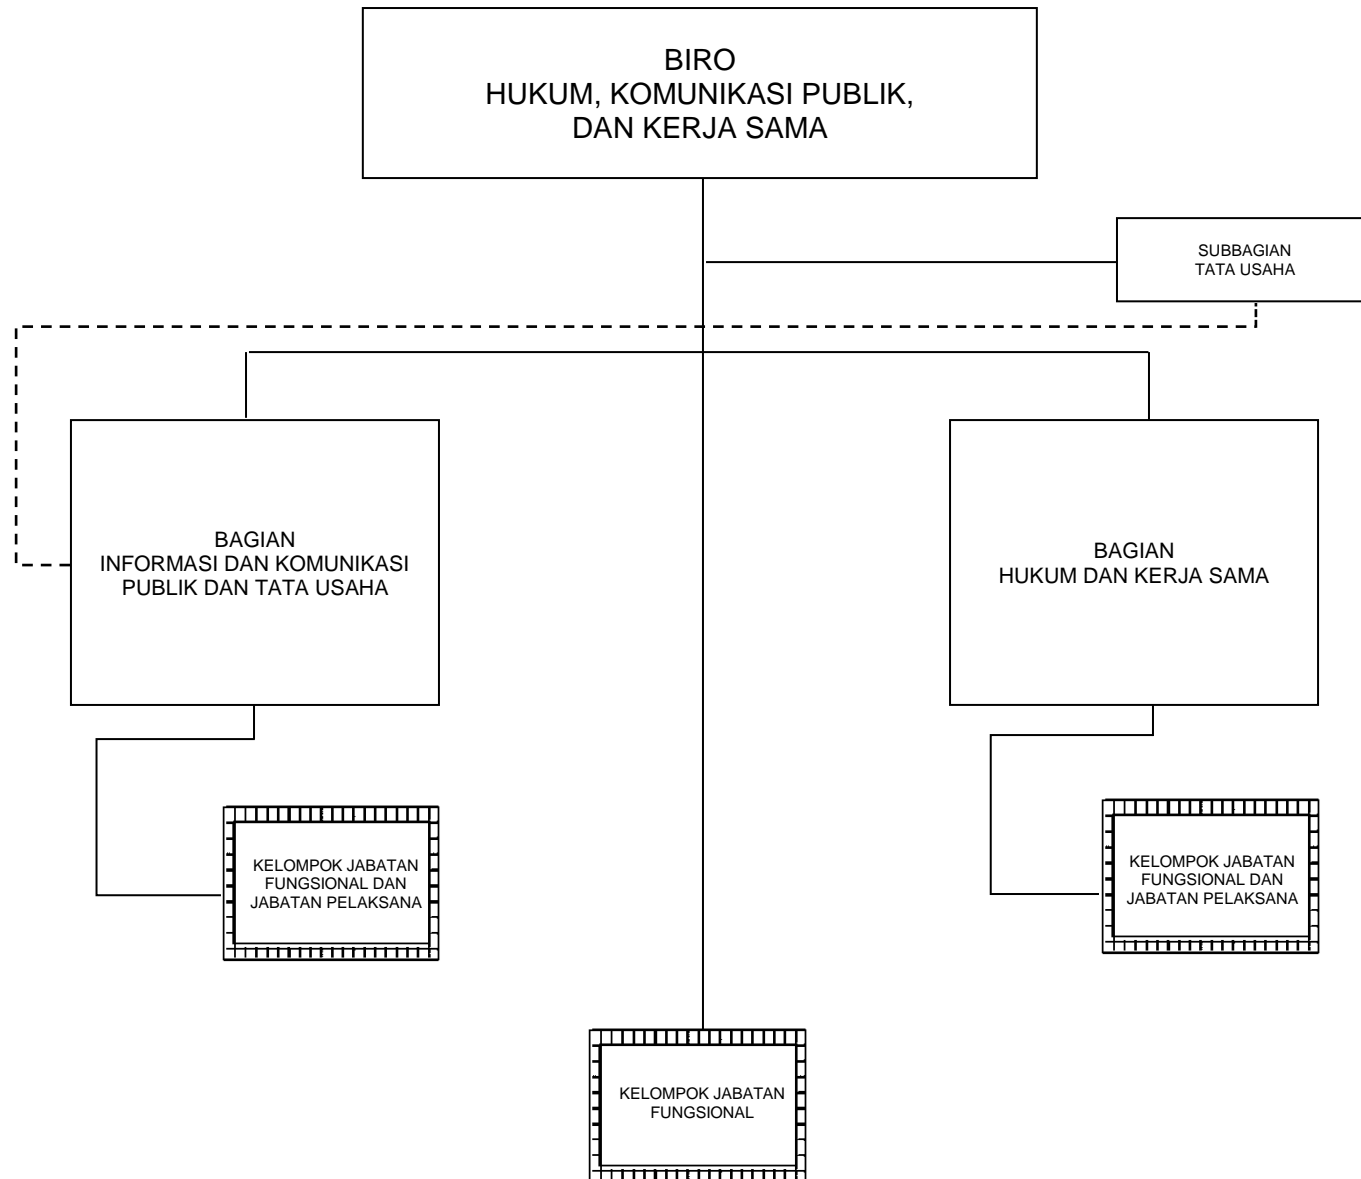 BIRO
HUKUM, KOMUNIKASI PUBLIK,
DAN KERJA SAMA
SUBBAGIAN
TATA USAHA
BAGIAN
INFORMASI DAN KOMUNIKASI
PUBLIK DAN TATA USAHA
BAGIAN
HUKUM DAN KERJA SAMA
KELOMPOK JABATAN
FUNGSIONAL DAN
JABATAN PELAKSANA
KELOMPOK JABATAN
FUNGSIONAL DAN
JABATAN PELAKSANA
KELOMPOK JABATAN
FUNGSIONAL